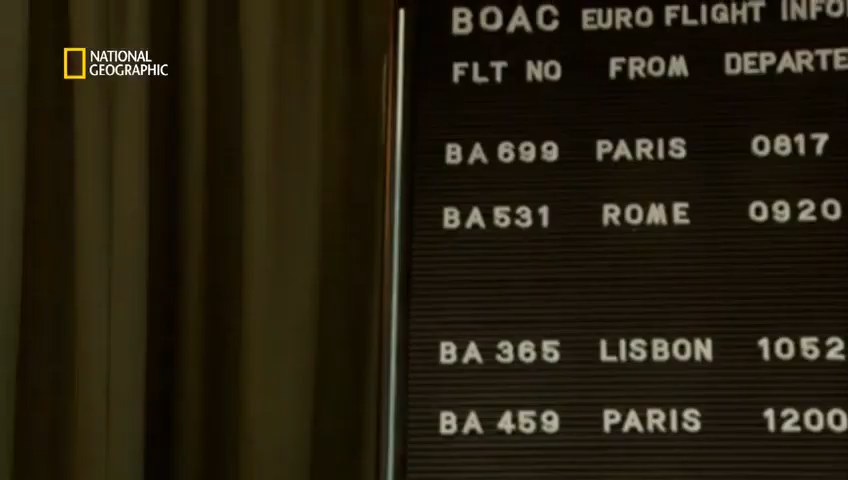 NATIONAL
GEOGRAPHIC
BOAC EURO FLIGHT
FLT NO FROM
BA 699 PARIS 0817
BA 531 ROME 0920
BA 365 LISBON 1052
BA 459 PARIS 1200